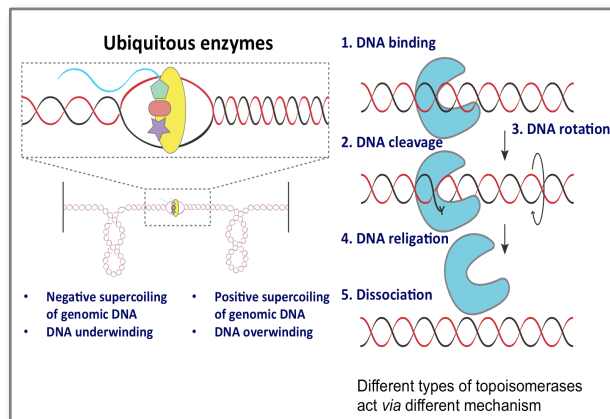 Ubiquitous enzymes
• Negative supercoiling
of genomic DNA
• DNA underwinding
• Positive supercoiling
of genomic DNA
• DNA overwinding
1. DNA binding
2. DNA cleavage
3. DNA rotation
4. DNA religation
5. Dissociation
Different types of topoisomerases
act via different mechanism